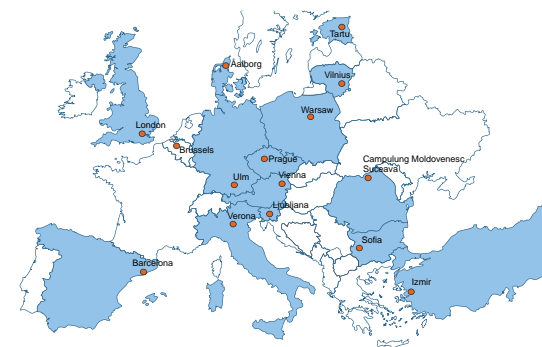 Tartu
Aalborg
Vilnius
Warsaw
London
Brussels
Prague
Campulung Moldovenesc,
Suceava
Ulm
Vienna
Ljubljana
Verona
Sofia
Barcelona
Izmir